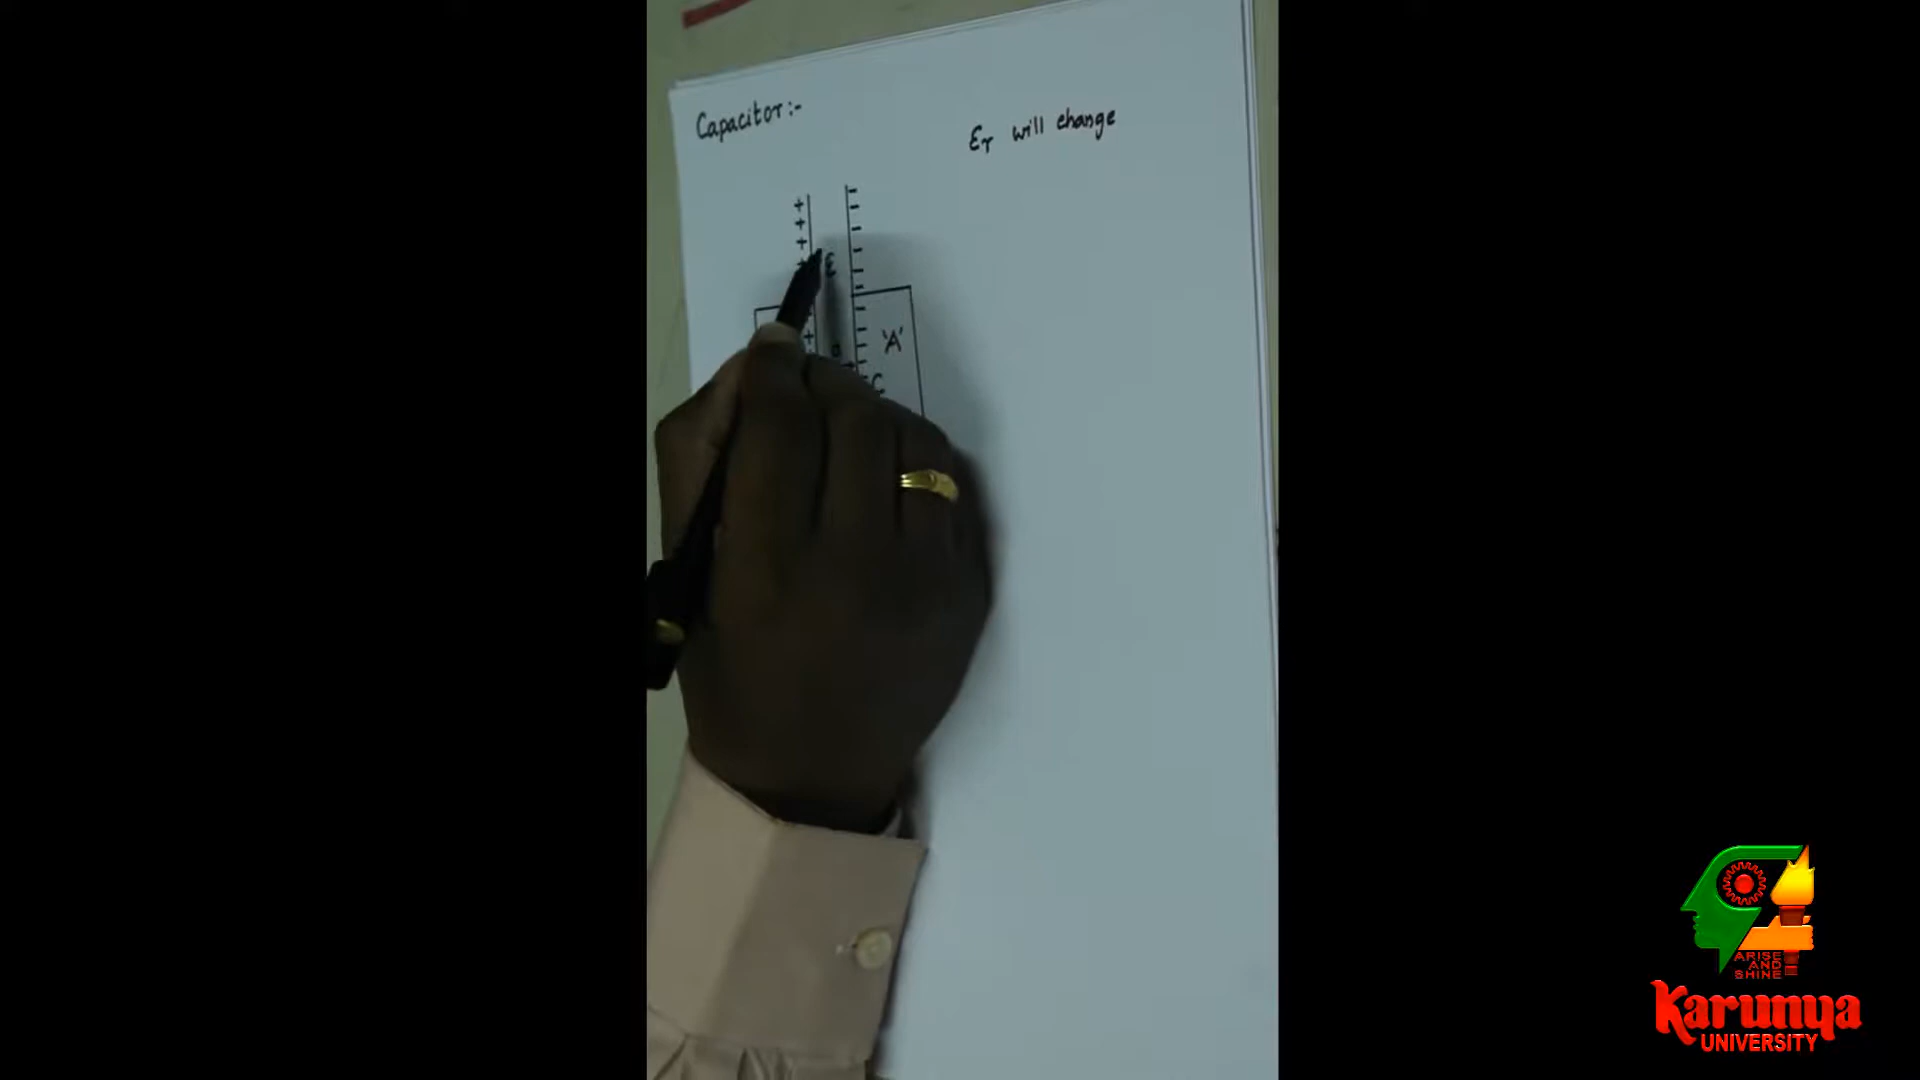 Capacitor:-
εr will change
+
+
+
+
ε
+
'A'
C
ARISE
AND
SHINE
Karunya
UNIVERSITY